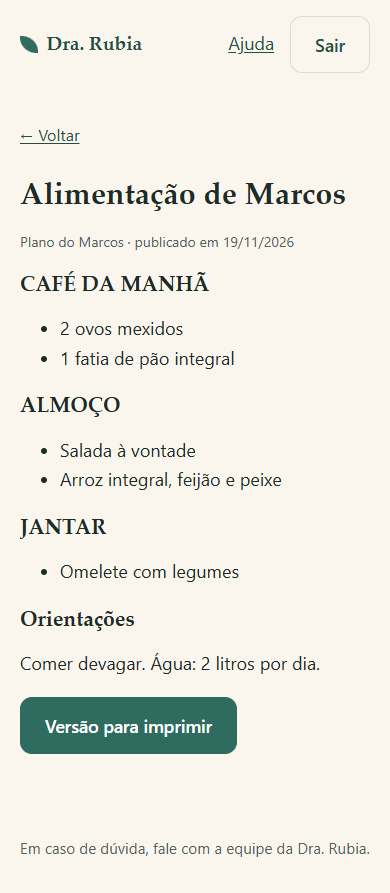 Dra. Rubia
Ajuda
Sair
← Voltar
Alimentação de Marcos
Plano do Marcos · publicado em 19/11/2026
CAFÉ DA MANHÃ
• 2 ovos mexidos
• 1 fatia de pão integral
ALMOÇO
• Salada à vontade
• Arroz integral, feijão e peixe
JANTAR
• Omelete com legumes
Orientações
Comer devagar. Água: 2 litros por dia.
Versão para imprimir
Em caso de dúvida, fale com a equipe da Dra. Rubia.